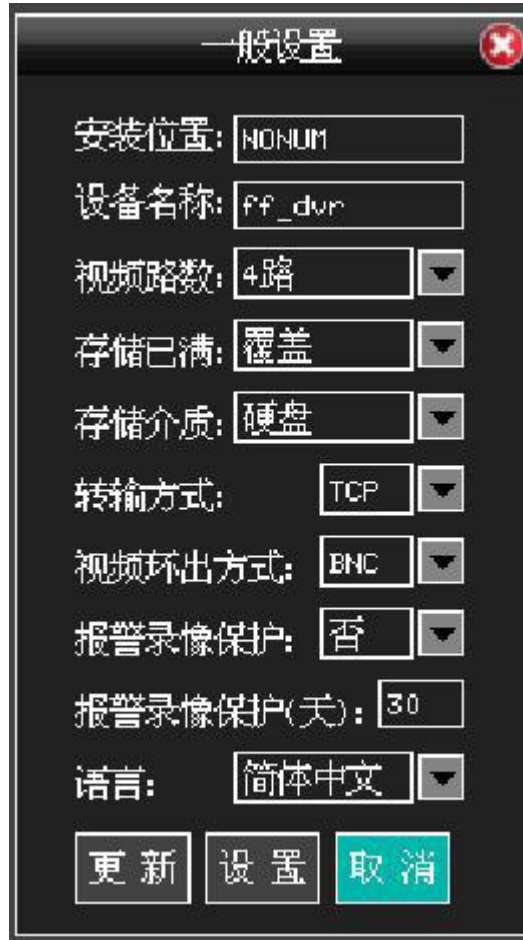 一般设置
安装位置: NONUM
设备名称: ff_dvr
视频路数: 4路
存储已满: 覆盖
存储介质: 硬盘
转输方式: TCP
视频环出方式: BNC
报警录像保护: 否
报警录像保护(天): 30
语言: 简体中文
更新 设置 取消